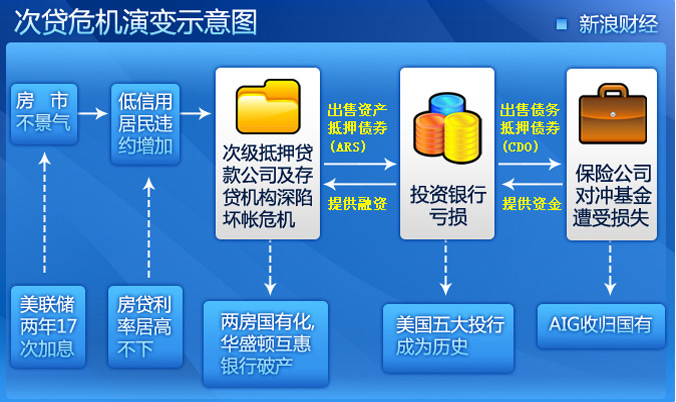 次贷危机演变示意图
新浪财经
房 市
不景气
低信用
居民违
约增加
次级抵押贷
款公司及存
贷机构深陷
坏帐危机
出售资产
抵押债券
(ARS)
提供融资
投资银行
亏损
出售债务
抵押债券
(CDO)
提供资金
保险公司
对冲基金
遭受损失
美联储
两年17
次加息
房贷利
率居高
不下
两房国有化,
华盛顿互惠
银行破产
美国五大投行
成为历史
AIG收归国有